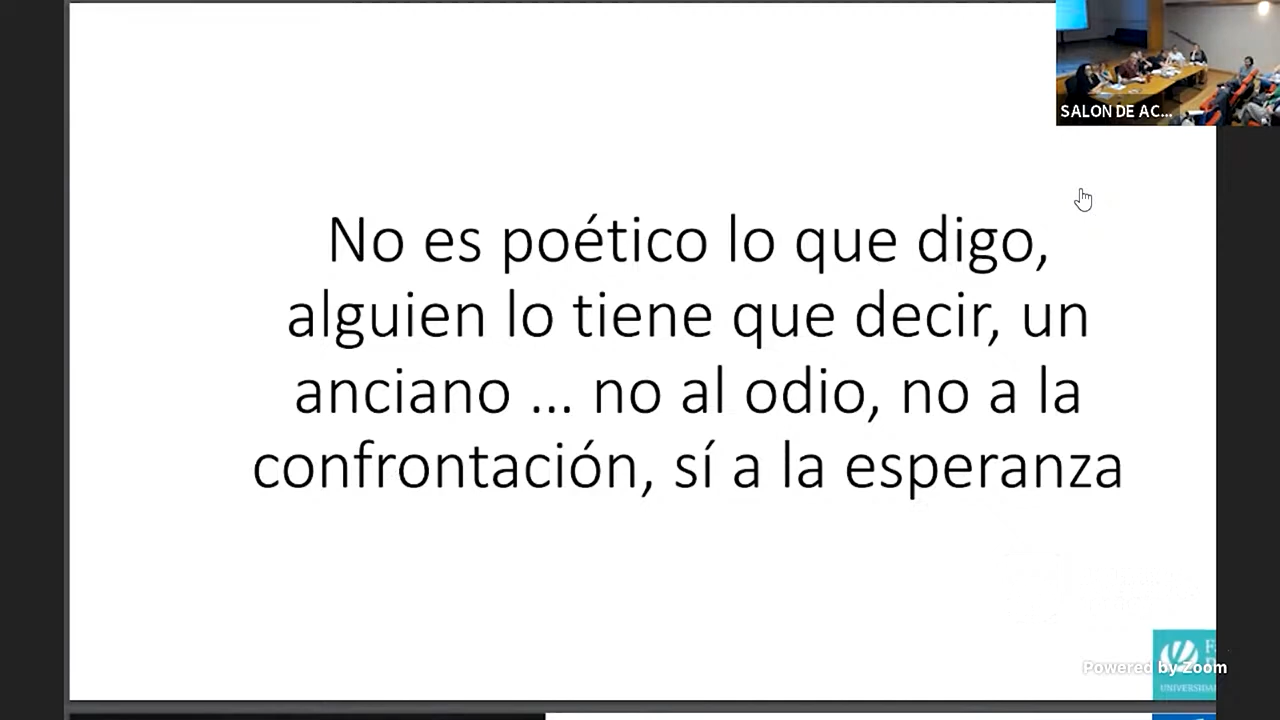 SALON DE AC...
No es poético lo que digo,
alguien lo tiene que decir, un
anciano ... no al odio, no a la
confrontación, sí a la esperanza
Powered by Zoom